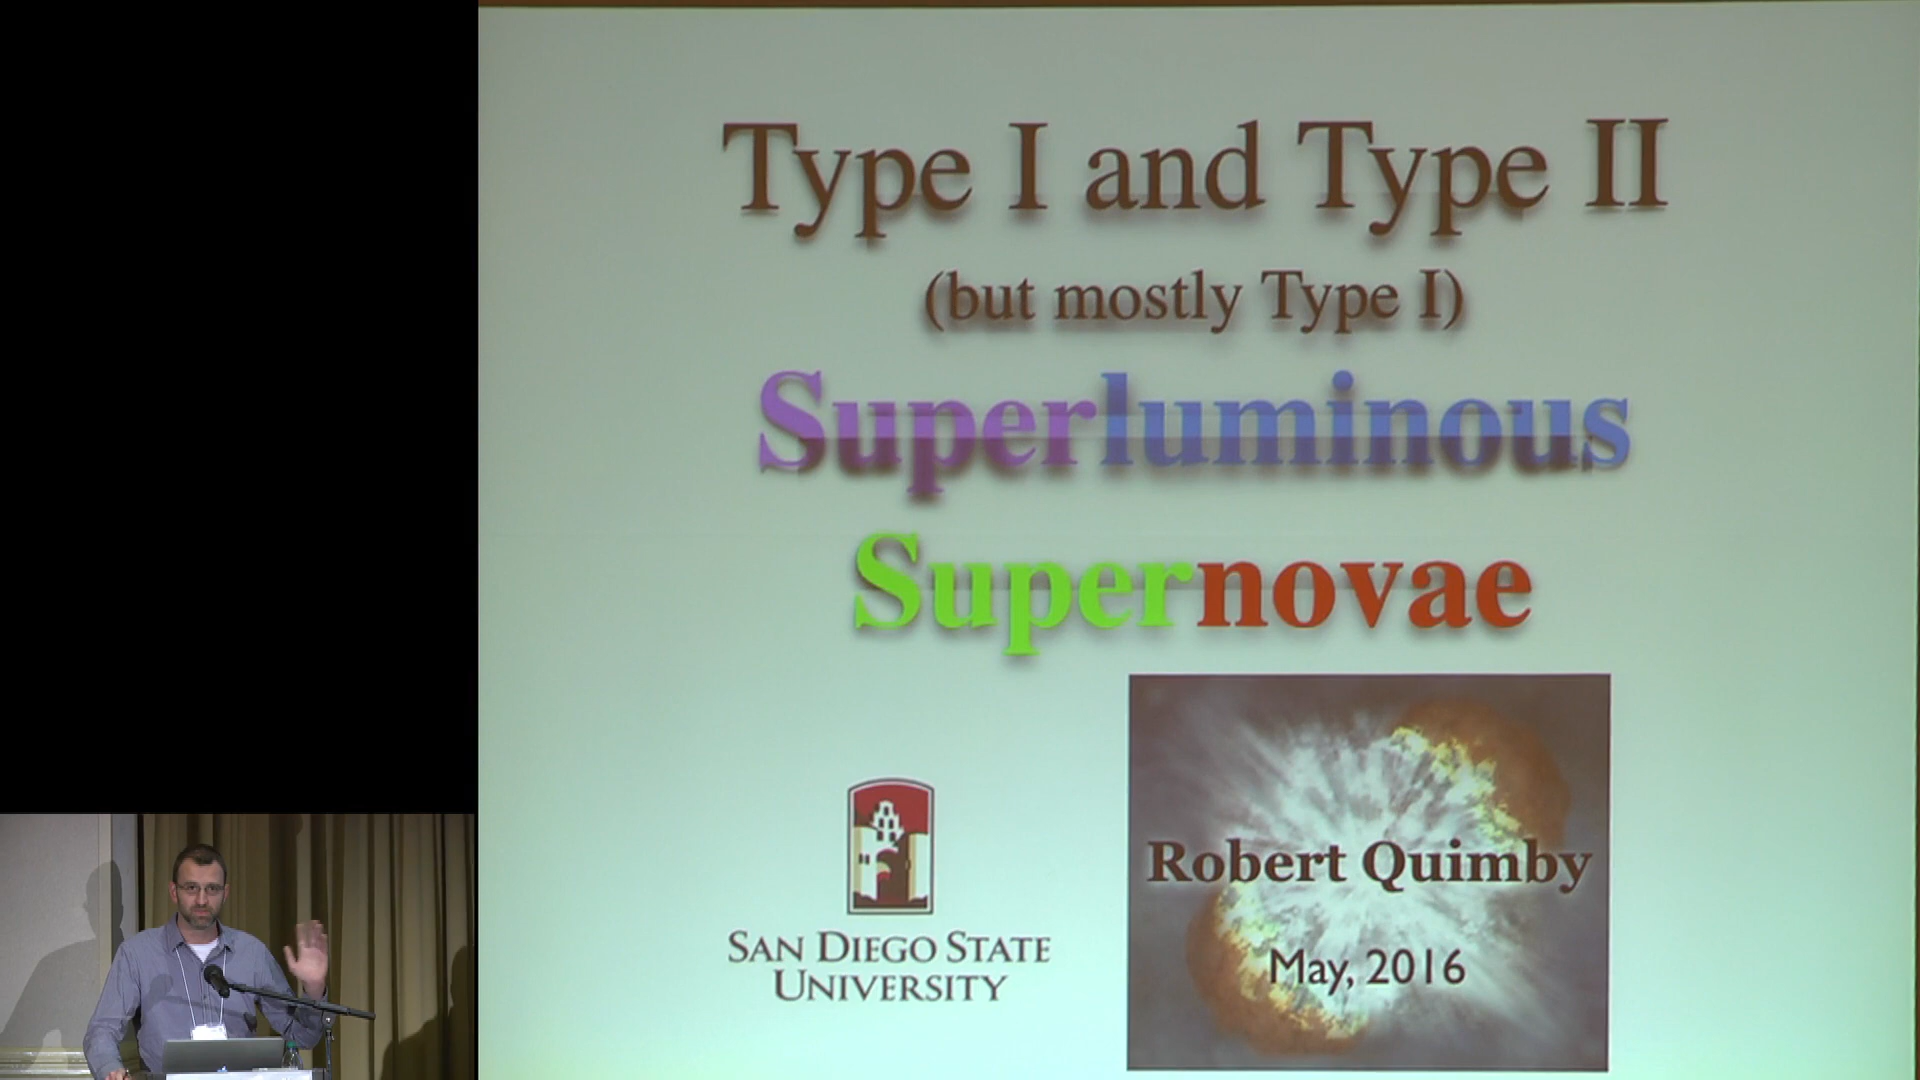 Type I and Type II
(but mostly Type I)
Superluminous
Supernovae
SAN DIEGO STATE
UNIVERSITY
Robert Quimby
May, 2016